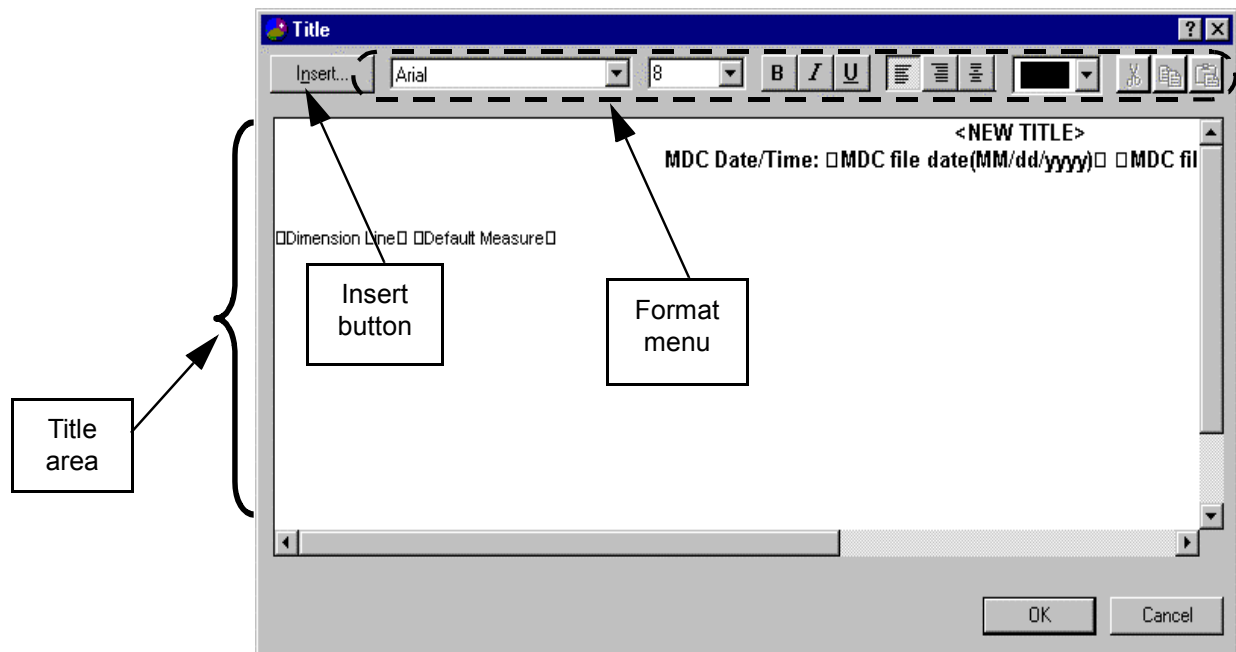 Title
Insert... Arial 8 B I U
<NEW TITLE>
MDC Date/Time: □MDC file date(MM/dd/yyyy)□ □MDC fil
□Dimension Line□ □Default Measure□
Insert
button
Format
menu
Title
area
OK Cancel